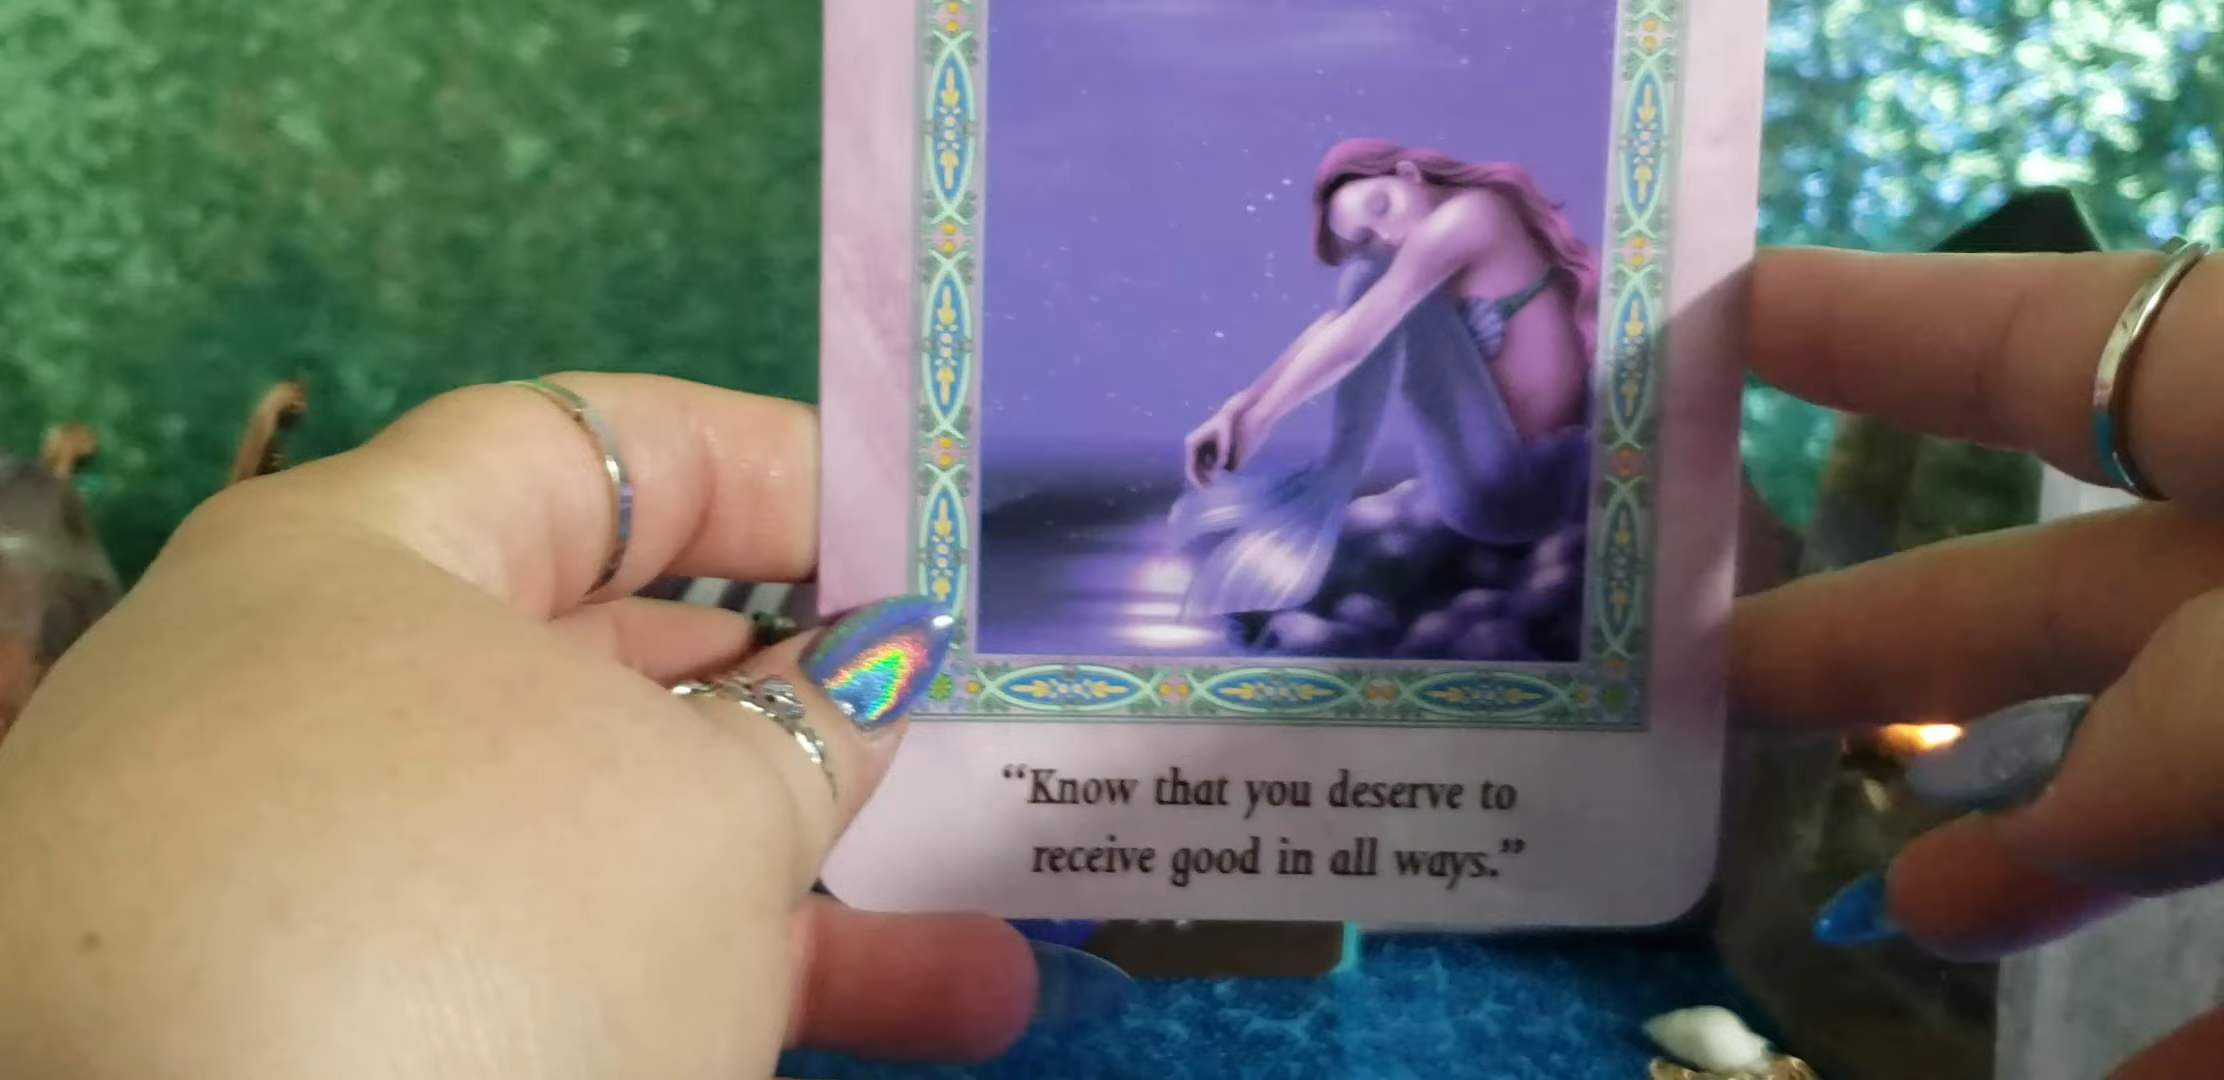 “Know that you deserve to
receive good in all ways.”